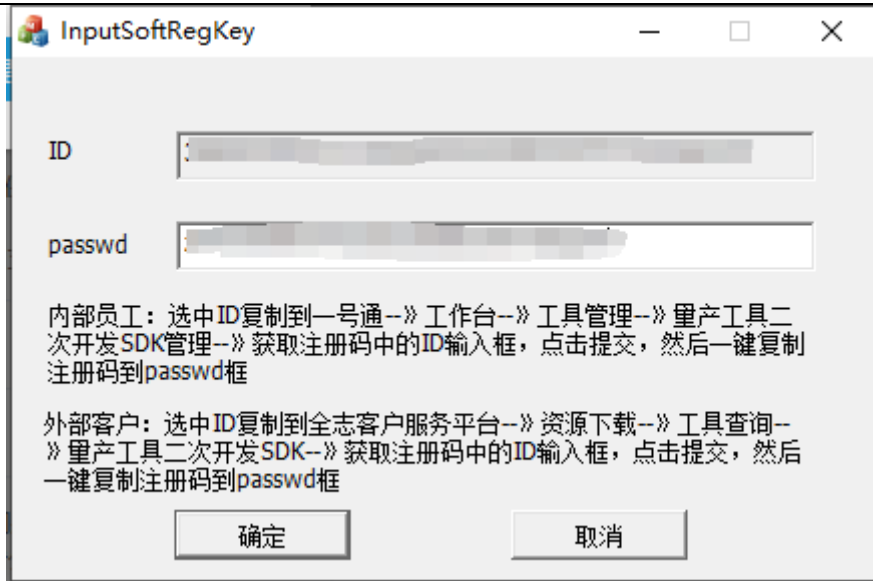 InputSoftRegKey
ID
passwd
内部员工：选中ID复制到一号通--》工作台--》工具管理--》量产工具二
次开发SDK管理--》获取注册码中的ID输入框，点击提交，然后一键复制
注册码到passwd框
外部客户：选中ID复制到全志客户服务平台--》资源下载--》工具查询--
》量产工具二次开发SDK--》获取注册码中的ID输入框，点击提交，然后
一键复制注册码到passwd框
确定
取消